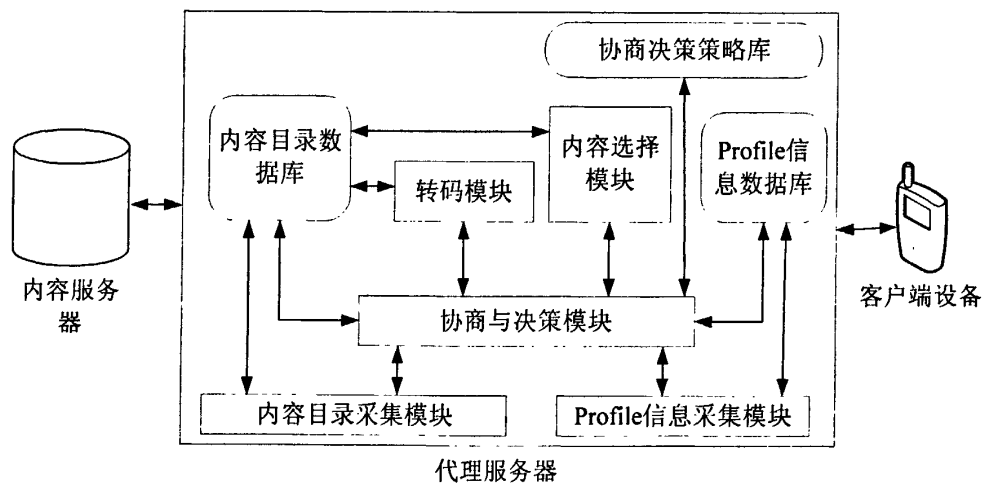 协商决策策略库
内容目录数
据库
内容选择
模块
Profile信
息数据库
转码模块
内容服务
器
客户端设备
协商与决策模块
内容目录采集模块
Profile信息采集模块
代理服务器